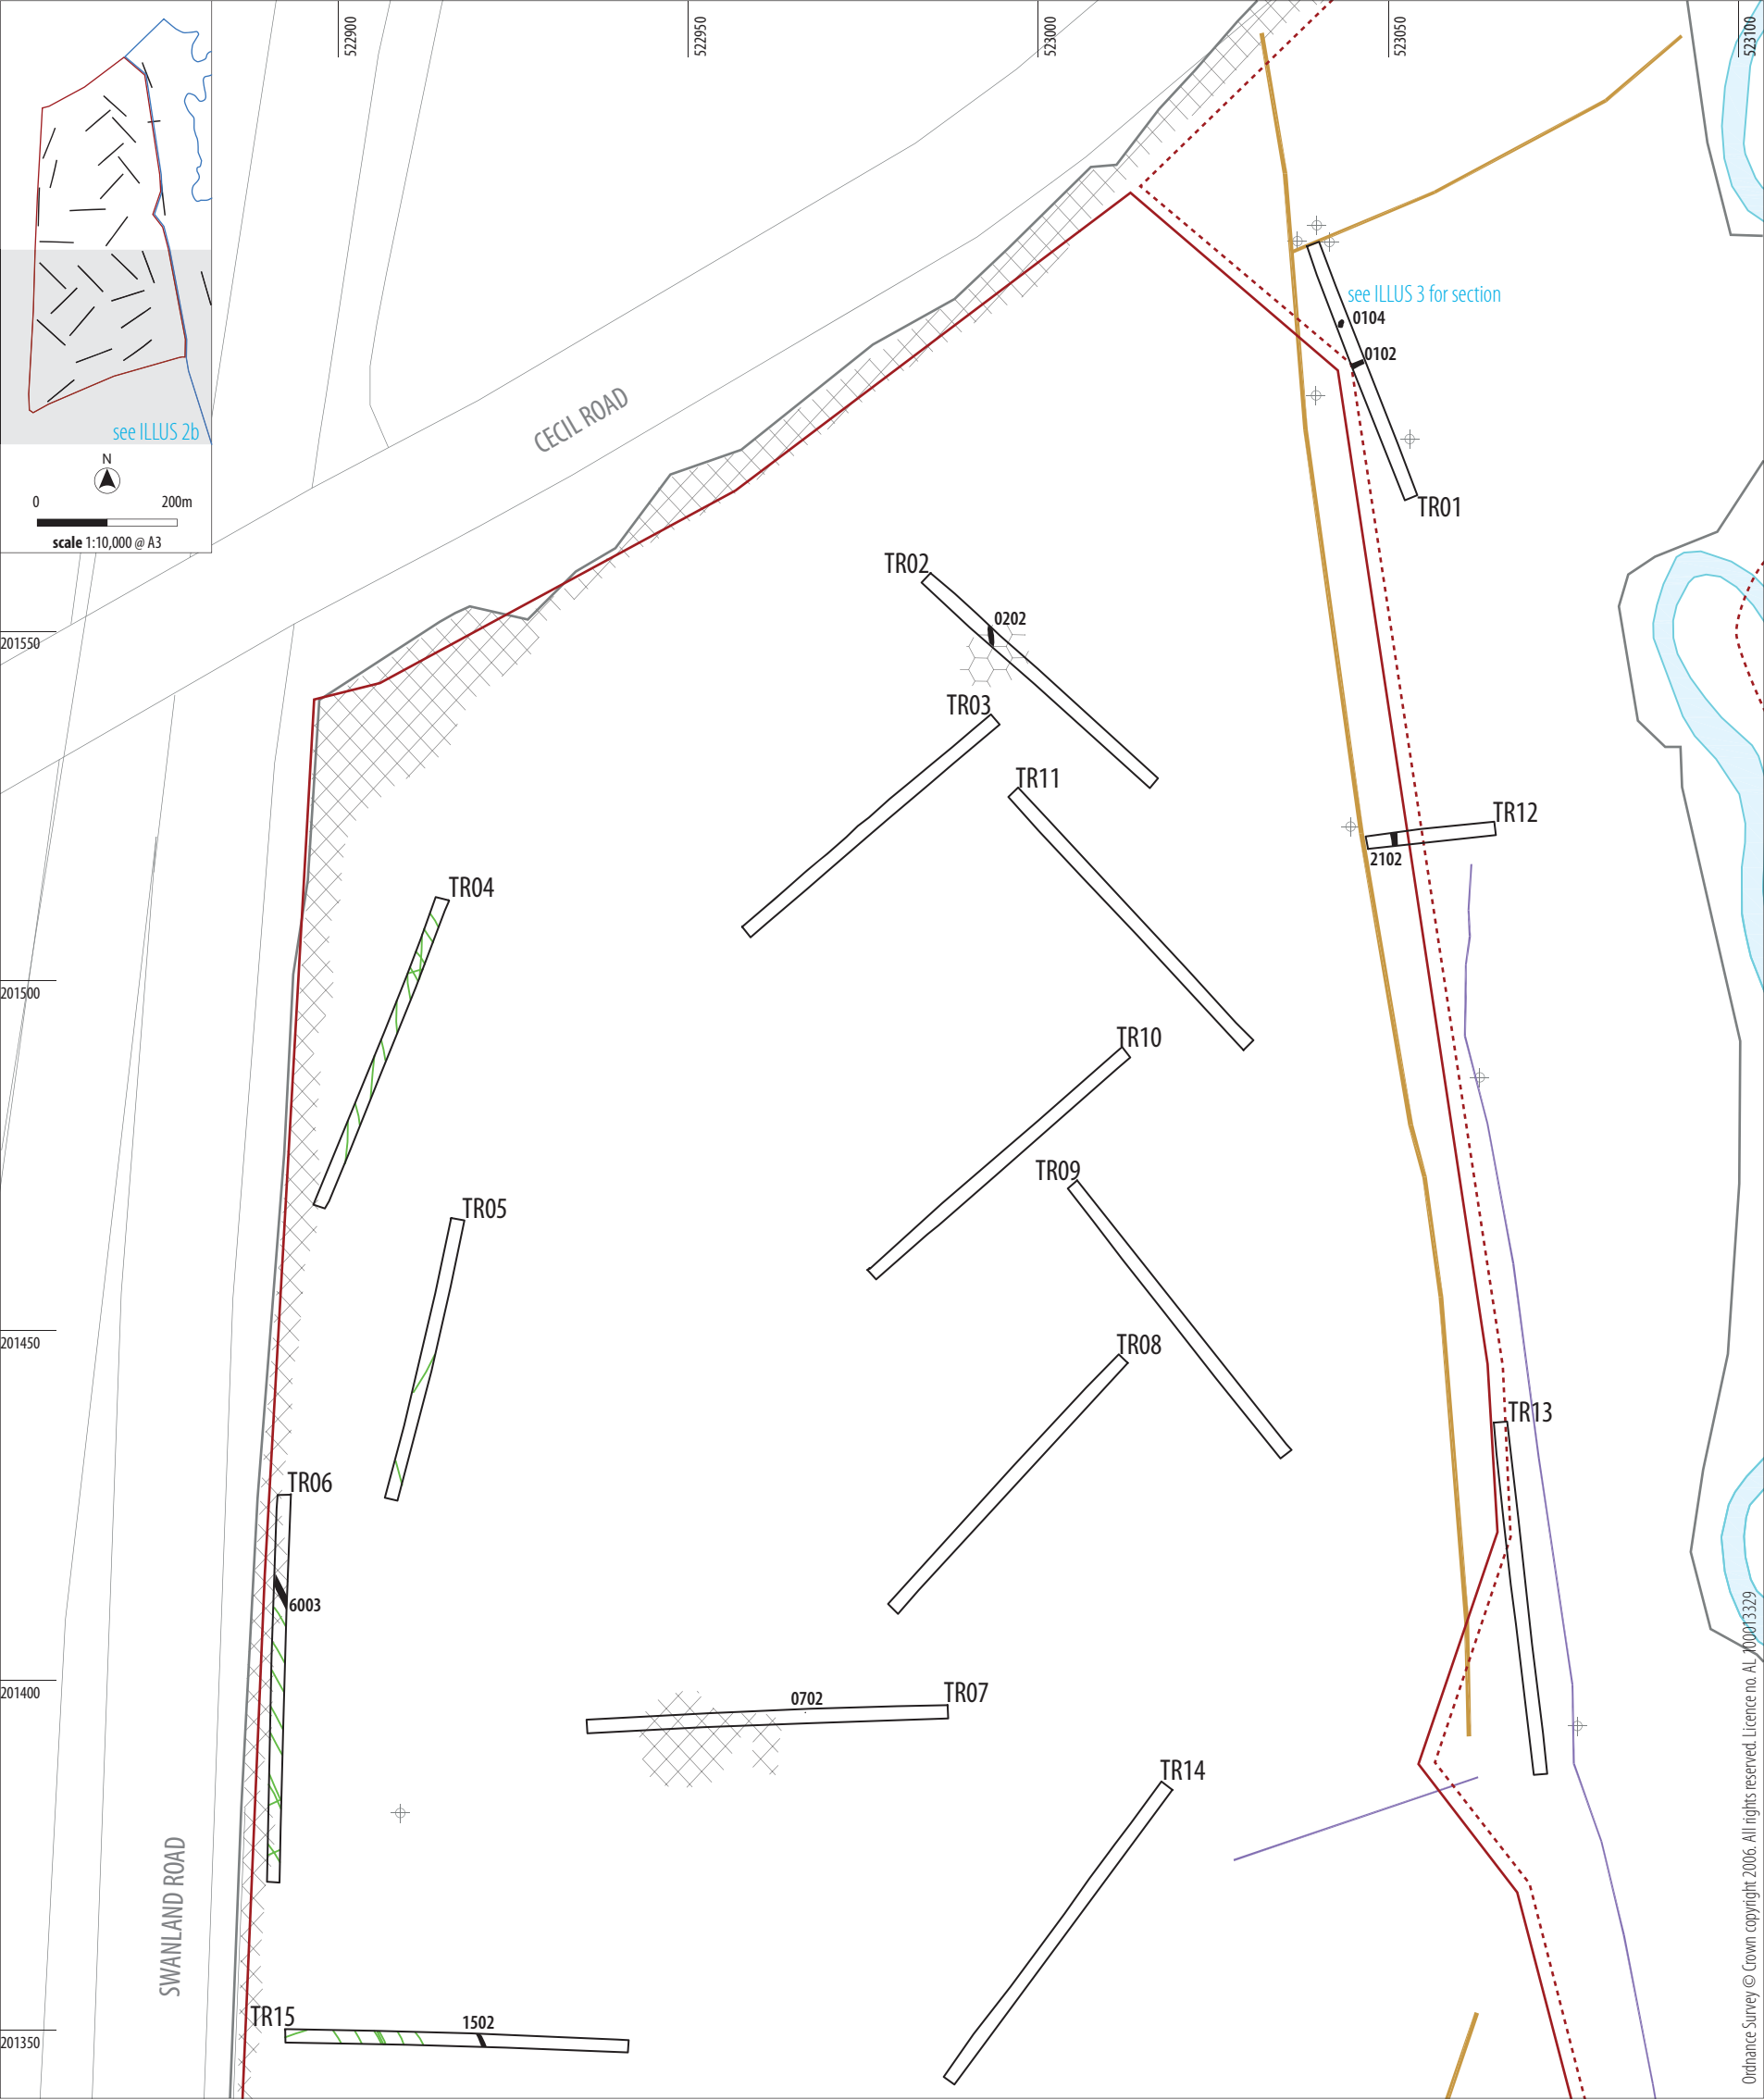 522900
522950
523000
523050
523100
see ILLUS 2b
N
0
200m
scale 1:10,000 @ A3
CECIL ROAD
see ILLUS 3 for section
0104
0102
TR01
TR02
0202
201550
TR03
TR11
TR12
2102
TR04
201500
TR10
TR09
TR05
201450
TR08
TR13
TR06
6003
201400
0702
TR07
TR14
SWANLAND ROAD
TR15
1502
201350
Ordnance Survey © Crown copyright 2006. All rights reserved. Licence no. AL 100013329